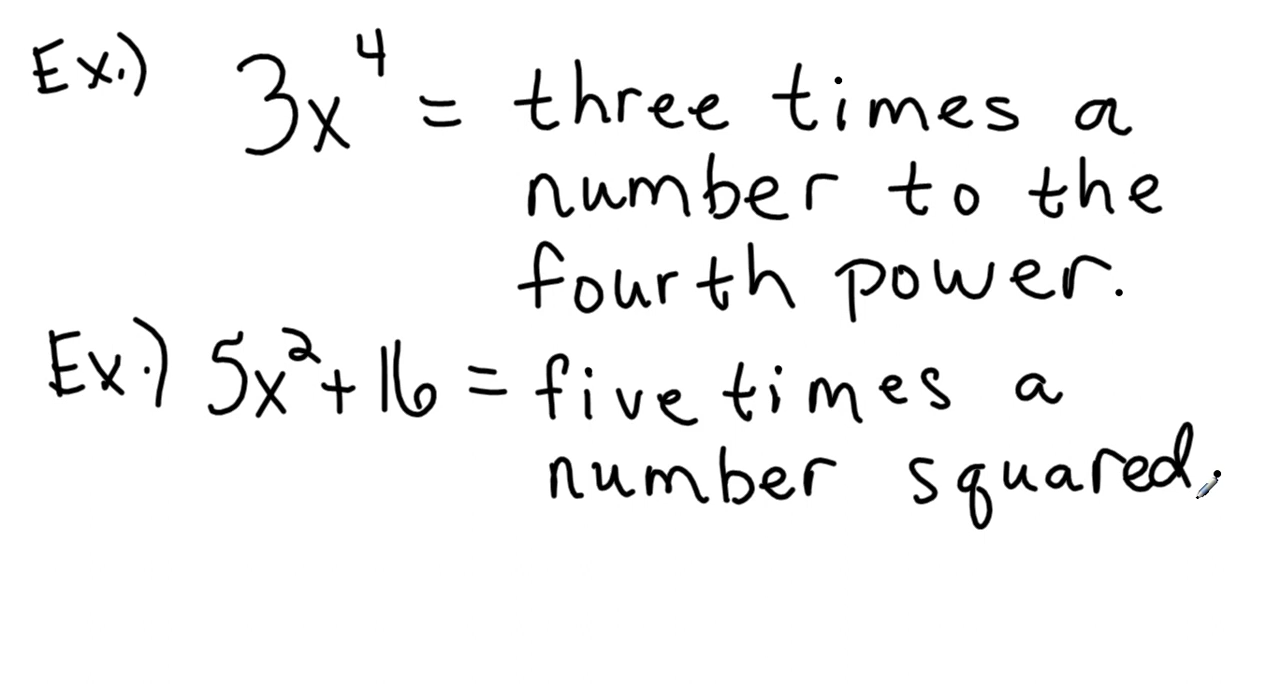 Ex.) 3x⁴ = three times a
number to the
fourth power.
Ex.) 5x²+16 = five times a
number squared,